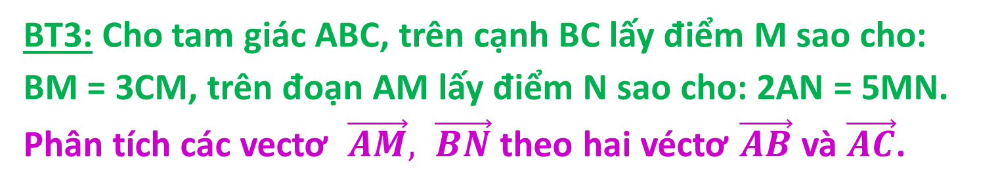 BT3: Cho tam giác ABC, trên cạnh BC lấy điểm M sao cho:
BM = 3CM, trên đoạn AM lấy điểm N sao cho: 2AN = 5MN.
Phân tích các vectơ $\overrightarrow{AM}$, $\overrightarrow{BN}$ theo hai véctơ $\overrightarrow{AB}$ và $\overrightarrow{AC}$.